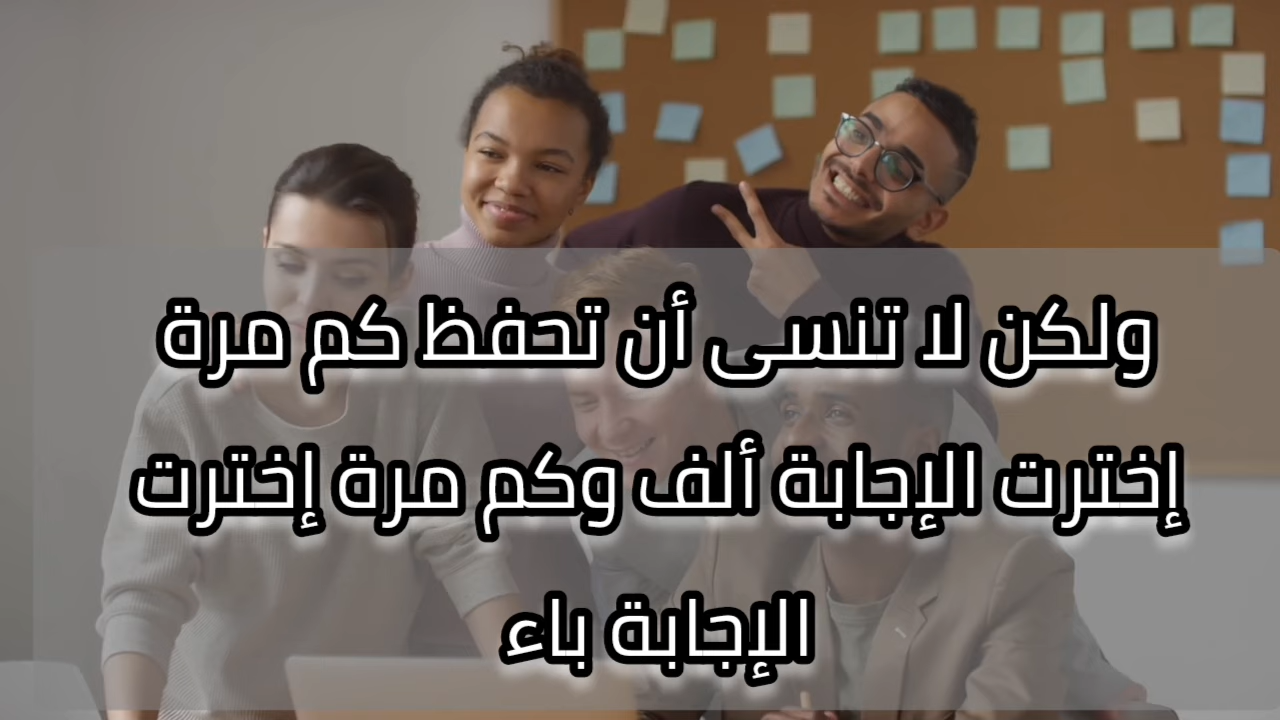 ولكن لا تنسى أن تحفظ كم مرة
إخترت الإجابة ألف وكم مرة إخترت
الإجابة باء